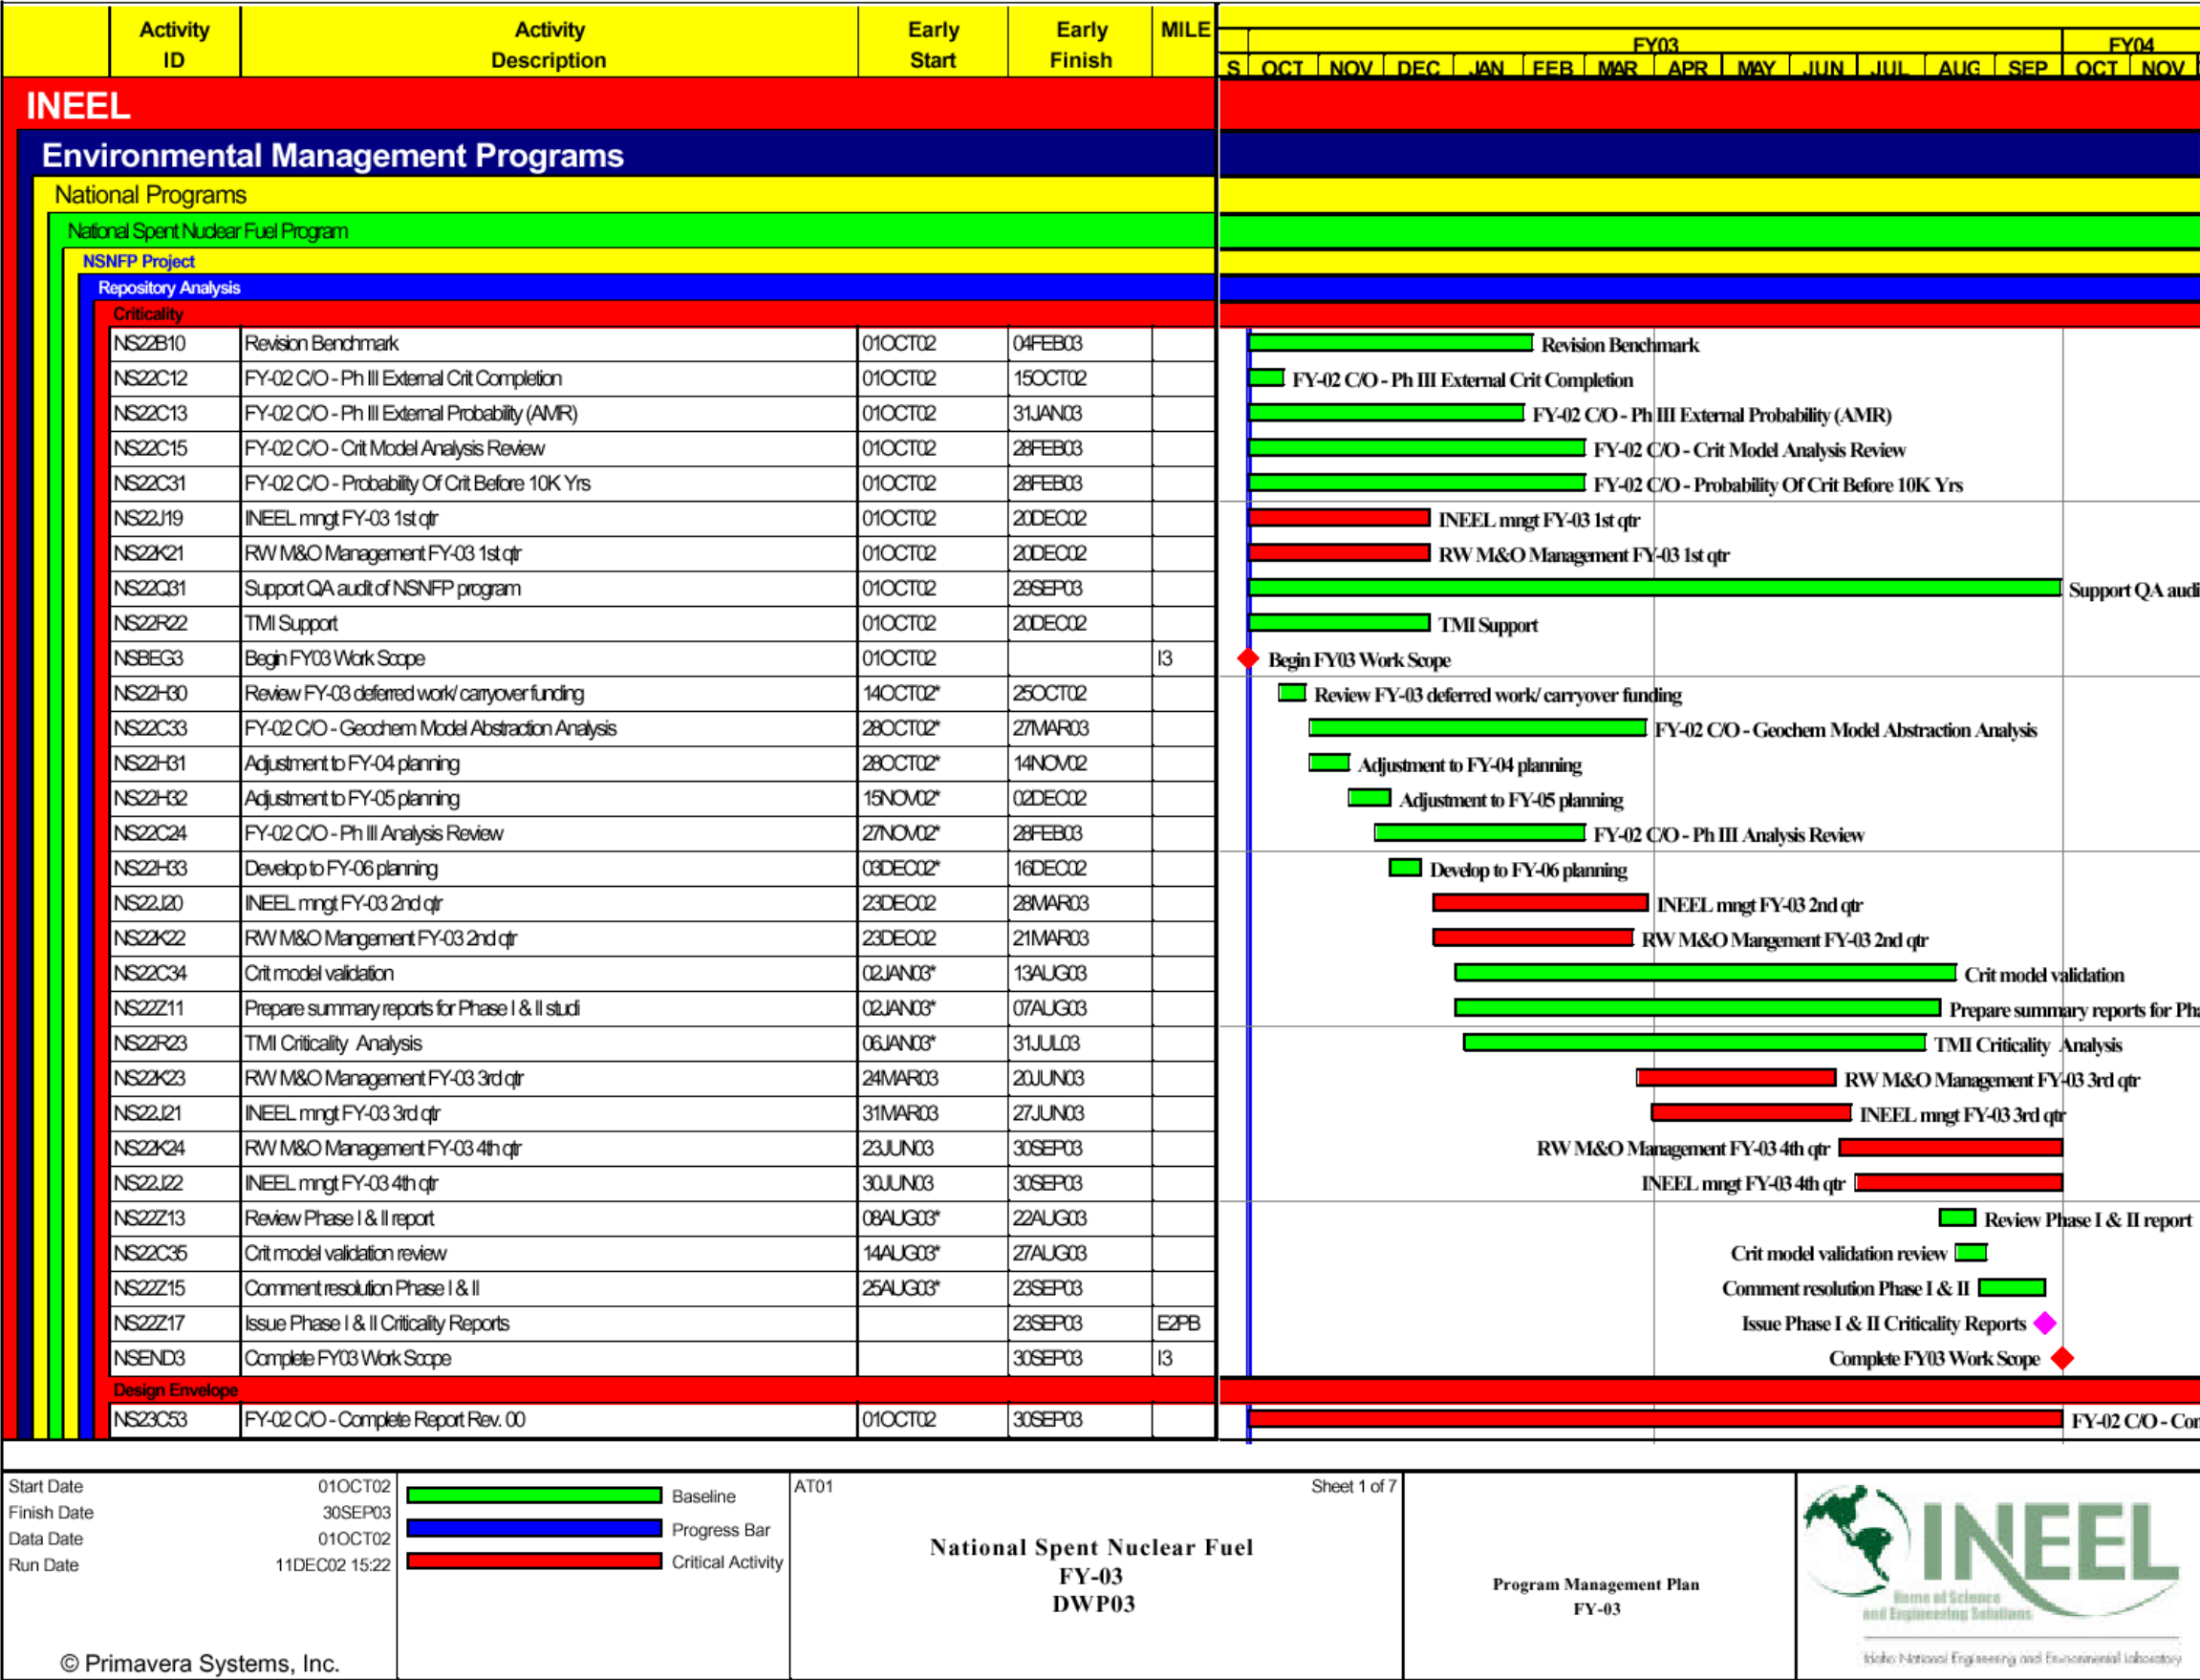 Activity ID Activity Description Early Start Early Finish MILE
FY03 FY04
S OCT NOV DEC JAN FEB MAR APR MAY JUN JUL AUG SEP OCT NOV
INEEL
Environmental Management Programs
National Programs
National Spent Nuclear Fuel Program
NSNFP Project
Repository Analysis
Criticality
NS22B10 Revision Benchmark 01OCT02 04FEB03 Revision Benchmark
NS22C12 FY-02 C/O - Ph III External Crit Completion 01OCT02 15OCT02 FY-02 C/O - Ph III External Crit Completion
NS22C13 FY-02 C/O - Ph III External Probability (AMR) 01OCT02 31JAN03 FY-02 C/O - Ph III External Probability (AMR)
NS22C15 FY-02 C/O - Crit Model Analysis Review 01OCT02 28FEB03 FY-02 C/O - Crit Model Analysis Review
NS22C31 FY-02 C/O - Probability Of Crit Before 10K Yrs 01OCT02 28FEB03 FY-02 C/O - Probability Of Crit Before 10K Yrs
NS22J19 INEEL mngt FY-03 1st qtr 01OCT02 20DEC02 INEEL mngt FY-03 1st qtr
NS22K21 RW M&O Management FY-03 1st qtr 01OCT02 20DEC02 RW M&O Management FY-03 1st qtr
NS22Q31 Support QA audit of NSNFP program 01OCT02 29SEP03 Support QA audi
NS22R22 TMI Support 01OCT02 20DEC02 TMI Support
NSBEG3 Begin FY03 Work Scope 01OCT02 I3 Begin FY03 Work Scope
NS22H30 Review FY-03 deferred work/ carryover funding 14OCT02* 25OCT02 Review FY-03 deferred work/ carryover funding
NS22C33 FY-02 C/O - Geochem Model Abstraction Analysis 28OCT02* 27MAR03 FY-02 C/O - Geochem Model Abstraction Analysis
NS22H31 Adjustment to FY-04 planning 28OCT02* 14NOV02 Adjustment to FY-04 planning
NS22H32 Adjustment to FY-05 planning 15NOV02* 02DEC02 Adjustment to FY-05 planning
NS22C24 FY-02 C/O - Ph III Analysis Review 27NOV02* 28FEB03 FY-02 C/O - Ph III Analysis Review
NS22H33 Develop to FY-06 planning 03DEC02* 16DEC02 Develop to FY-06 planning
NS22J20 INEEL mngt FY-03 2nd qtr 23DEC02 28MAR03 INEEL mngt FY-03 2nd qtr
NS22K22 RW M&O Mangement FY-03 2nd qtr 23DEC02 21MAR03 RW M&O Mangement FY-03 2nd qtr
NS22C34 Crit model validation 02JAN03* 13AUG03 Crit model validation
NS22Z11 Prepare summary reports for Phase I & II studi 02JAN03* 07AUG03 Prepare summary reports for Pha
NS22R23 TMI Criticality Analysis 06JAN03* 31JUL03 TMI Criticality Analysis
NS22K23 RW M&O Management FY-03 3rd qtr 24MAR03 20JUN03 RW M&O Management FY-03 3rd qtr
NS22J21 INEEL mngt FY-03 3rd qtr 31MAR03 27JUN03 INEEL mngt FY-03 3rd qtr
NS22K24 RW M&O Management FY-03 4th qtr 23JUN03 30SEP03 RW M&O Management FY-03 4th qtr
NS22J22 INEEL mngt FY-03 4th qtr 30JUN03 30SEP03 INEEL mngt FY-03 4th qtr
NS22Z13 Review Phase I & II report 08AUG03* 22AUG03 Review Phase I & II report
NS22C35 Crit model validation review 14AUG03* 27AUG03 Crit model validation review
NS22Z15 Comment resolution Phase I & II 25AUG03* 23SEP03 Comment resolution Phase I & II
NS22Z17 Issue Phase I & II Criticality Reports 23SEP03 E2PB Issue Phase I & II Criticality Reports
NSEND3 Complete FY03 Work Scope 30SEP03 I3 Complete FY03 Work Scope
Design Envelope
NS23C53 FY-02 C/O - Complete Report Rev. 00 01OCT02 30SEP03 FY-02 C/O - Con
Start Date 01OCT02
Finish Date 30SEP03
Data Date 01OCT02
Run Date 11DEC02 15:22
© Primavera Systems, Inc.
Baseline
Progress Bar
Critical Activity
AT01 Sheet 1 of 7
National Spent Nuclear Fuel
FY-03
DWP03
Program Management Plan
FY-03
INEEL
Home of Science
and Engineering Solutions
Idaho National Engineering and Environmental Laboratory